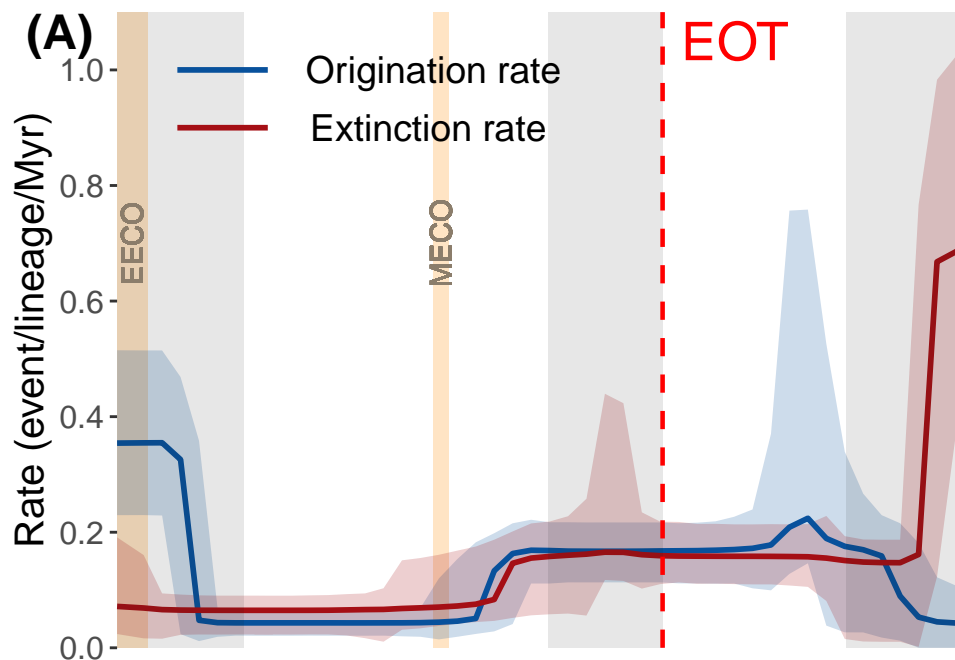 (A)
EOT
Origination rate
Extinction rate
EECO
MECO
Rate (event/lineage/Myr)
1.0
0.8
0.6
0.4
0.2
0.0